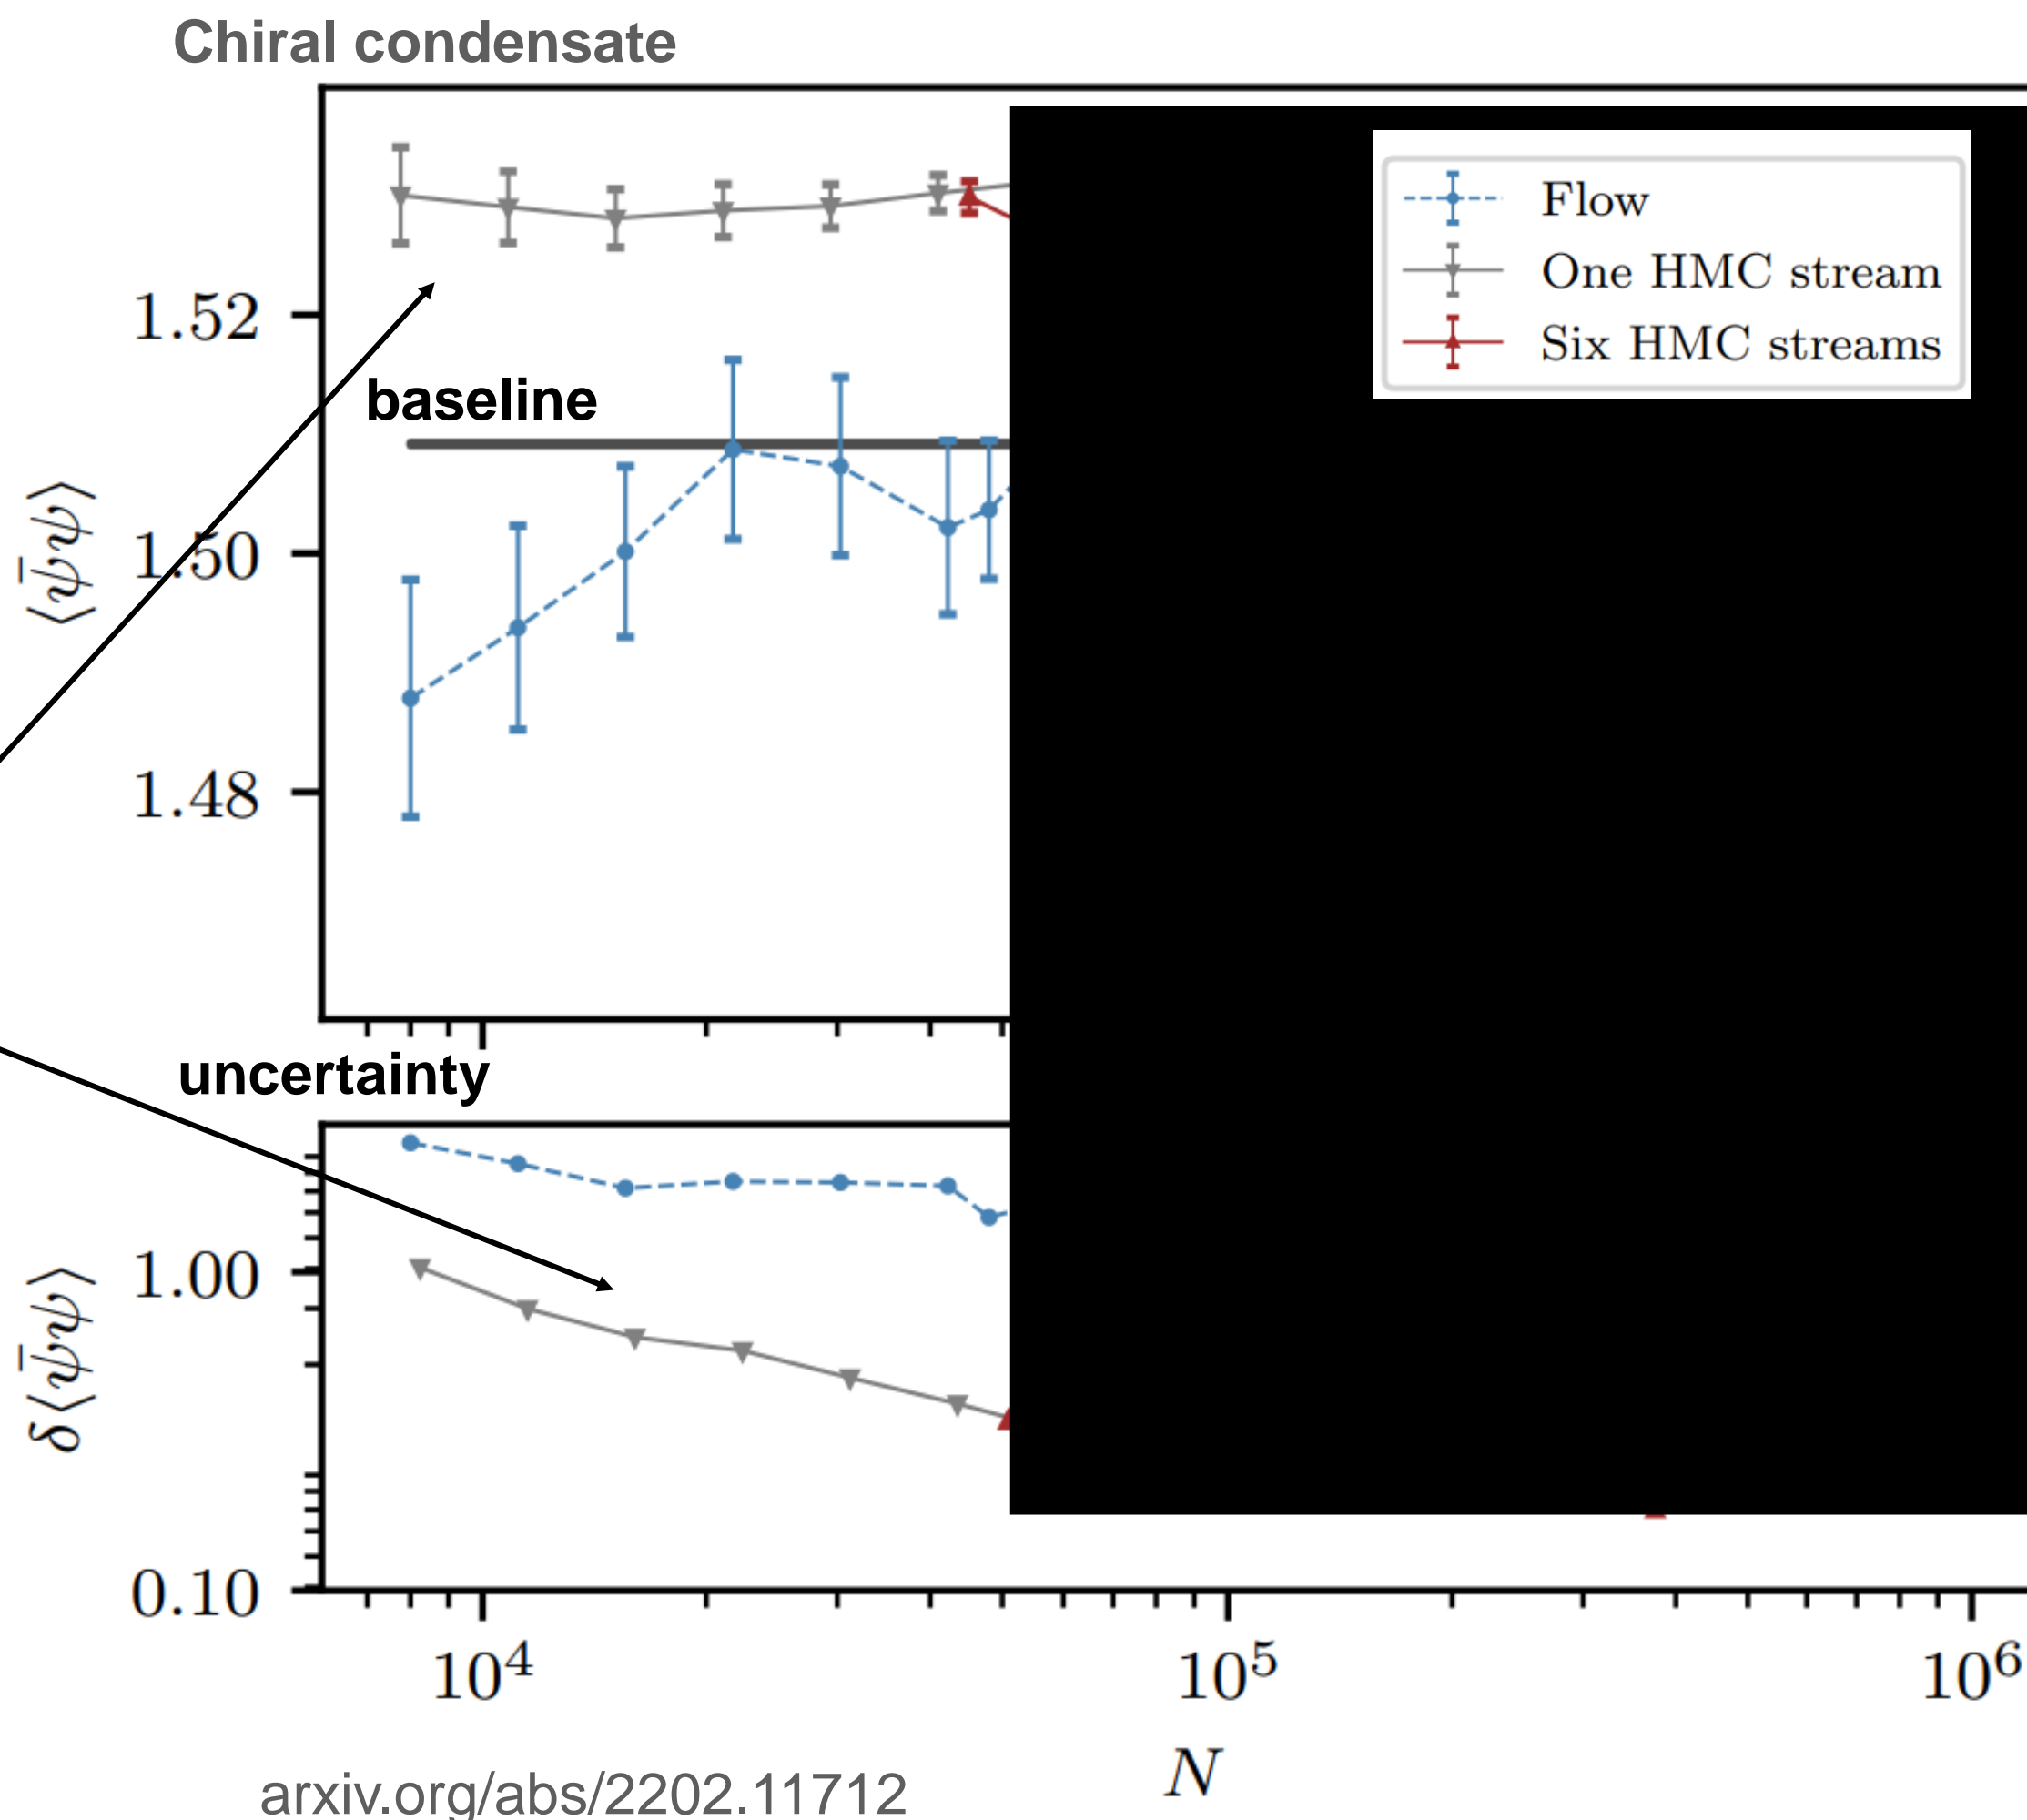 Chiral condensate
Flow
One HMC stream
Six HMC streams
1.52
baseline
⟨ψ̄ψ⟩
1.50
1.48
uncertainty
1.00
δ⟨ψ̄ψ⟩
0.10
10⁴ 10⁵ 10⁶
N
arxiv.org/abs/2202.11712